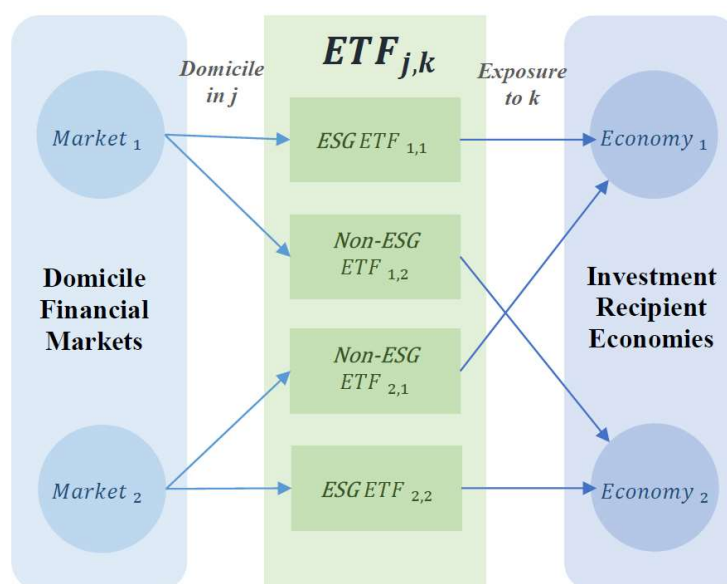 ETF j,k
Domicile
in j
Exposure
to k
Market 1
ESG ETF 1,1
Economy 1
Non-ESG
ETF 1,2
Domicile
Financial
Markets
Investment
Recipient
Economies
Non-ESG
ETF 2,1
Market 2
ESG ETF 2,2
Economy 2